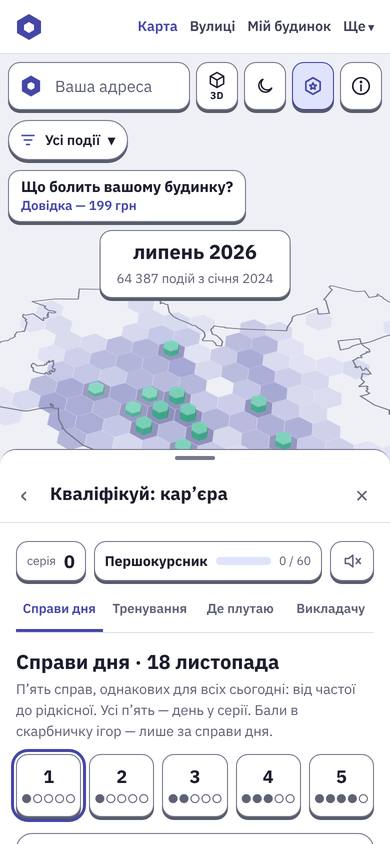 Карта Вулиці Мій будинок Ще ▾
Ваша адреса
3D
Усі події ▾
Що болить вашому будинку?
Довідка — 199 грн
липень 2026
64 387 подій з січня 2024
‹ Кваліфікуй: кар’єра ×
серія 0 Першокурсник 0 / 60
Справи дня Тренування Де плутаю Викладачу
Справи дня · 18 листопада
П’ять справ, однакових для всіх сьогодні: від частої
до рідкісної. Усі п’ять — день у серії. Бали в
скарбничку ігор — лише за справи дня.
1 2 3 4 5